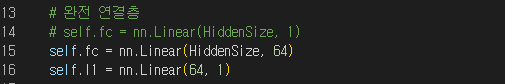 13 # 완전 연결층
14 # self.fc = nn.Linear(HiddenSize, 1)
15 self.fc = nn.Linear(HiddenSize, 64)
16 self.l1 = nn.Linear(64, 1)